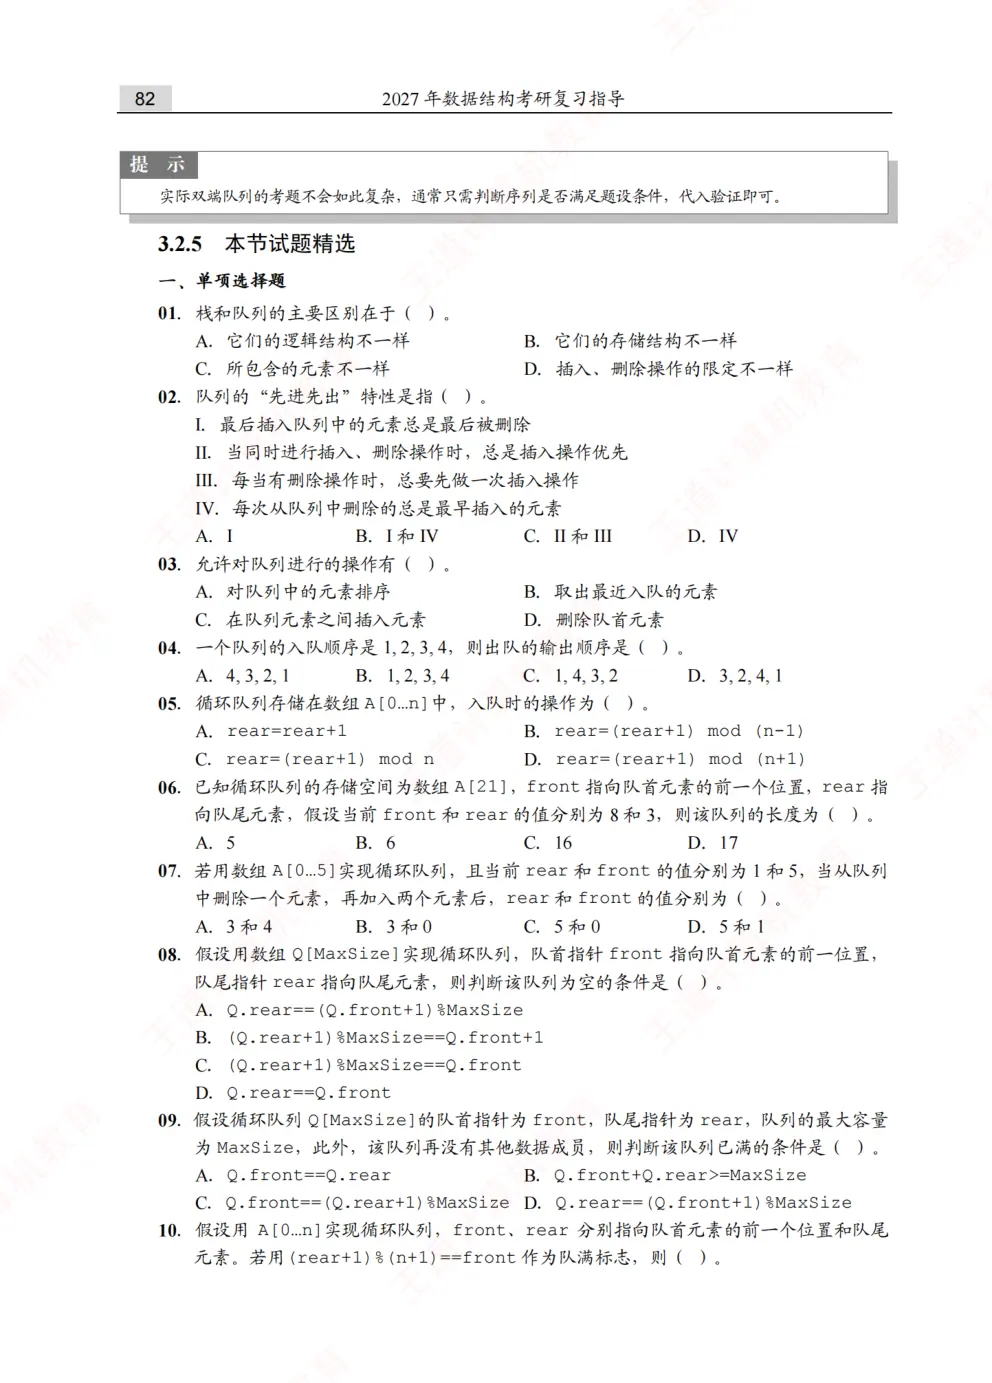 82
2027 年数据结构考研复习指导
提 示
实际双端队列的考题不会如此复杂，通常只需判断序列是否满足题设条件，代入验证即可。
3.2.5 本节试题精选
一、单项选择题
01. 栈和队列的主要区别在于（ ）。
A. 它们的逻辑结构不一样 B. 它们的存储结构不一样
C. 所包含的元素不一样 D. 插入、删除操作的限定不一样
02. 队列的“先进先出”特性是指（ ）。
I. 最后插入队列中的元素总是最后被删除
II. 当同时进行插入、删除操作时，总是插入操作优先
III. 每当有删除操作时，总要先做一次插入操作
IV. 每次从队列中删除的总是最早插入的元素
A. I B. I 和 IV C. II 和 III D. IV
03. 允许对队列进行的操作有（ ）。
A. 对队列中的元素排序 B. 取出最近入队的元素
C. 在队列元素之间插入元素 D. 删除队首元素
04. 一个队列的入队顺序是 1, 2, 3, 4，则出队的输出顺序是（ ）。
A. 4, 3, 2, 1 B. 1, 2, 3, 4 C. 1, 4, 3, 2 D. 3, 2, 4, 1
05. 循环队列存储在数组 A[0…n]中，入队时的操作为（ ）。
A. rear=rear+1 B. rear=(rear+1) mod (n-1)
C. rear=(rear+1) mod n D. rear=(rear+1) mod (n+1)
06. 已知循环队列的存储空间为数组 A[21]，front 指向队首元素的前一个位置，rear 指
向队尾元素，假设当前 front 和 rear 的值分别为 8 和 3，则该队列的长度为（ ）。
A. 5 B. 6 C. 16 D. 17
07. 若用数组 A[0…5]实现循环队列，且当前 rear 和 front 的值分别为 1 和 5，当从队列
中删除一个元素，再加入两个元素后，rear 和 front 的值分别为（ ）。
A. 3 和 4 B. 3 和 0 C. 5 和 0 D. 5 和 1
08. 假设用数组 Q[MaxSize]实现循环队列，队首指针 front 指向队首元素的前一位置，
队尾指针 rear 指向队尾元素，则判断该队列为空的条件是（ ）。
A. Q.rear==(Q.front+1)%MaxSize
B. (Q.rear+1)%MaxSize==Q.front+1
C. (Q.rear+1)%MaxSize==Q.front
D. Q.rear==Q.front
09. 假设循环队列 Q[MaxSize]的队首指针为 front，队尾指针为 rear，队列的最大容量
为 MaxSize，此外，该队列再没有其他数据成员，则判断该队列已满的条件是（ ）。
A. Q.front==Q.rear B. Q.front+Q.rear>=MaxSize
C. Q.front==(Q.rear+1)%MaxSize D. Q.rear==(Q.front+1)%MaxSize
10. 假设用 A[0…n]实现循环队列，front、rear 分别指向队首元素的前一个位置和队尾
元素。若用(rear+1)%(n+1)==front 作为队满标志，则（ ）。